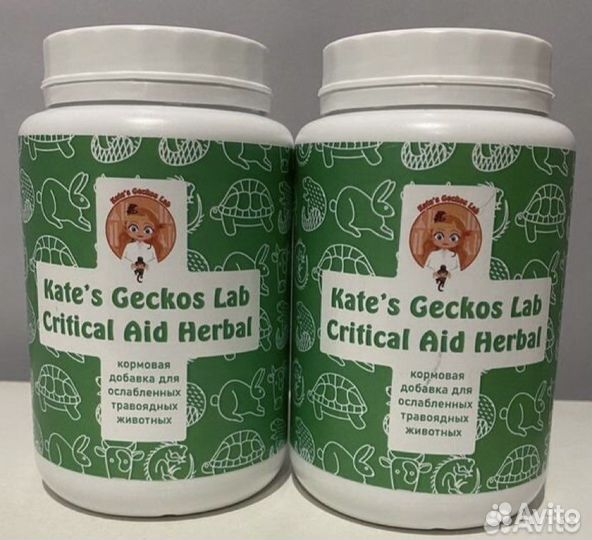 Kate's Geckos Lab
Kate's Geckos Lab
Critical Aid Herbal
кормовая
добавка для
ослабленных
травоядных
животных
Kate's Geckos Lab
Kate's Geckos Lab
Critical Aid Herbal
кормовая
добавка для
ослабленных
травоядных
животных
Avito